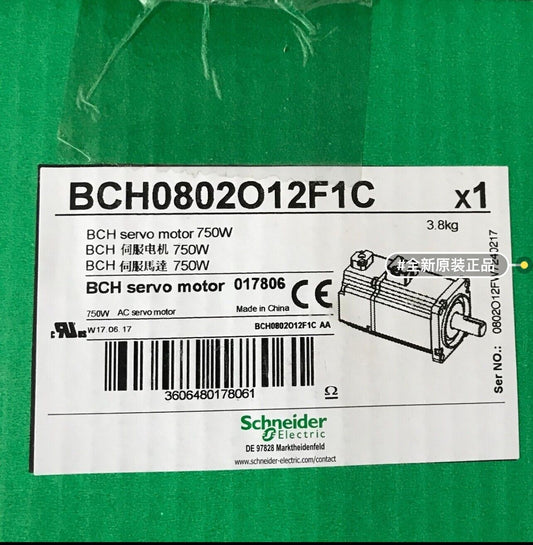 BCH0802O12F1C x1
3.8kg
BCH servo motor 750W
BCH 伺服电机 750W
BCH 伺服馬達 750W
BCH servo motor 017806
CE
750W AC servo motor Made in China
#全新原装正品
c UR us W17.06.17
BCH0802O12F1C AA
3606480178061
Ω
Schneider
Electric
DE 97828 Marktheidenfeld
www.schneider-electric.com/contact
Ser NO.: